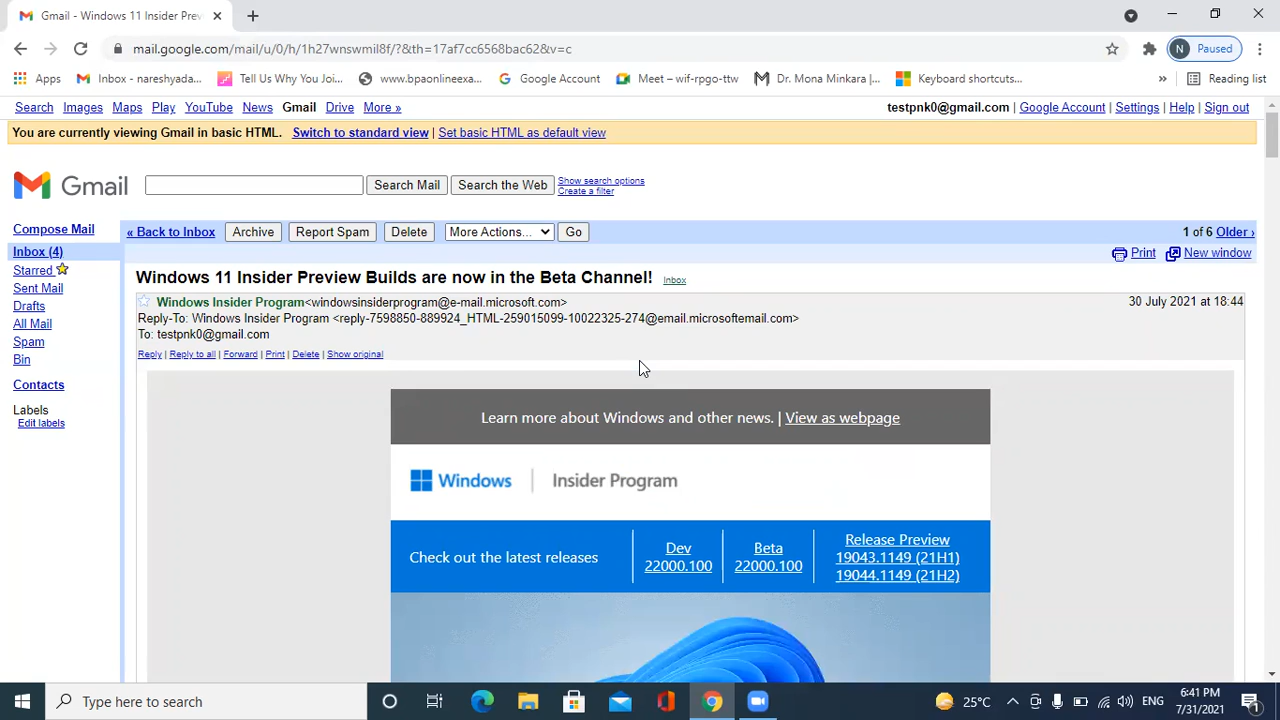 Gmail - Windows 11 Insider Prev
mail.google.com/mail/u/0/h/1h27wnswmil8f/?&th=17af7cc6568bac62&v=c
N Paused
Apps Inbox - nareshyada... Tell Us Why You Joi... www.bpaonlineexa... Google Account Meet – wif-rpgo-ttw Dr. Mona Minkara |... Keyboard shortcuts... » Reading list
Search Images Maps Play YouTube News Gmail Drive More »
testpnk0@gmail.com | Google Account | Settings | Help | Sign out
You are currently viewing Gmail in basic HTML. Switch to standard view | Set basic HTML as default view
Gmail Search Mail Search the Web Show search options
Create a filter
Compose Mail
Inbox (4)
Starred
Sent Mail
Drafts
All Mail
Spam
Bin
Contacts
Labels
Edit labels
« Back to Inbox Archive Report Spam Delete More Actions... Go 1 of 6 Older ›
Print New window
Windows 11 Insider Preview Builds are now in the Beta Channel! Inbox
Windows Insider Program<windowsinsiderprogram@e-mail.microsoft.com> 30 July 2021 at 18:44
Reply-To: Windows Insider Program <reply-7598850-889924_HTML-259015099-10022325-274@email.microsoftemail.com>
To: testpnk0@gmail.com
Reply | Reply to all | Forward | Print | Delete | Show original
Learn more about Windows and other news. | View as webpage
Windows | Insider Program
Check out the latest releases
Dev
22000.100
Beta
22000.100
Release Preview
19043.1149 (21H1)
19044.1149 (21H2)
Type here to search
25°C
ENG
6:41 PM
7/31/2021
1